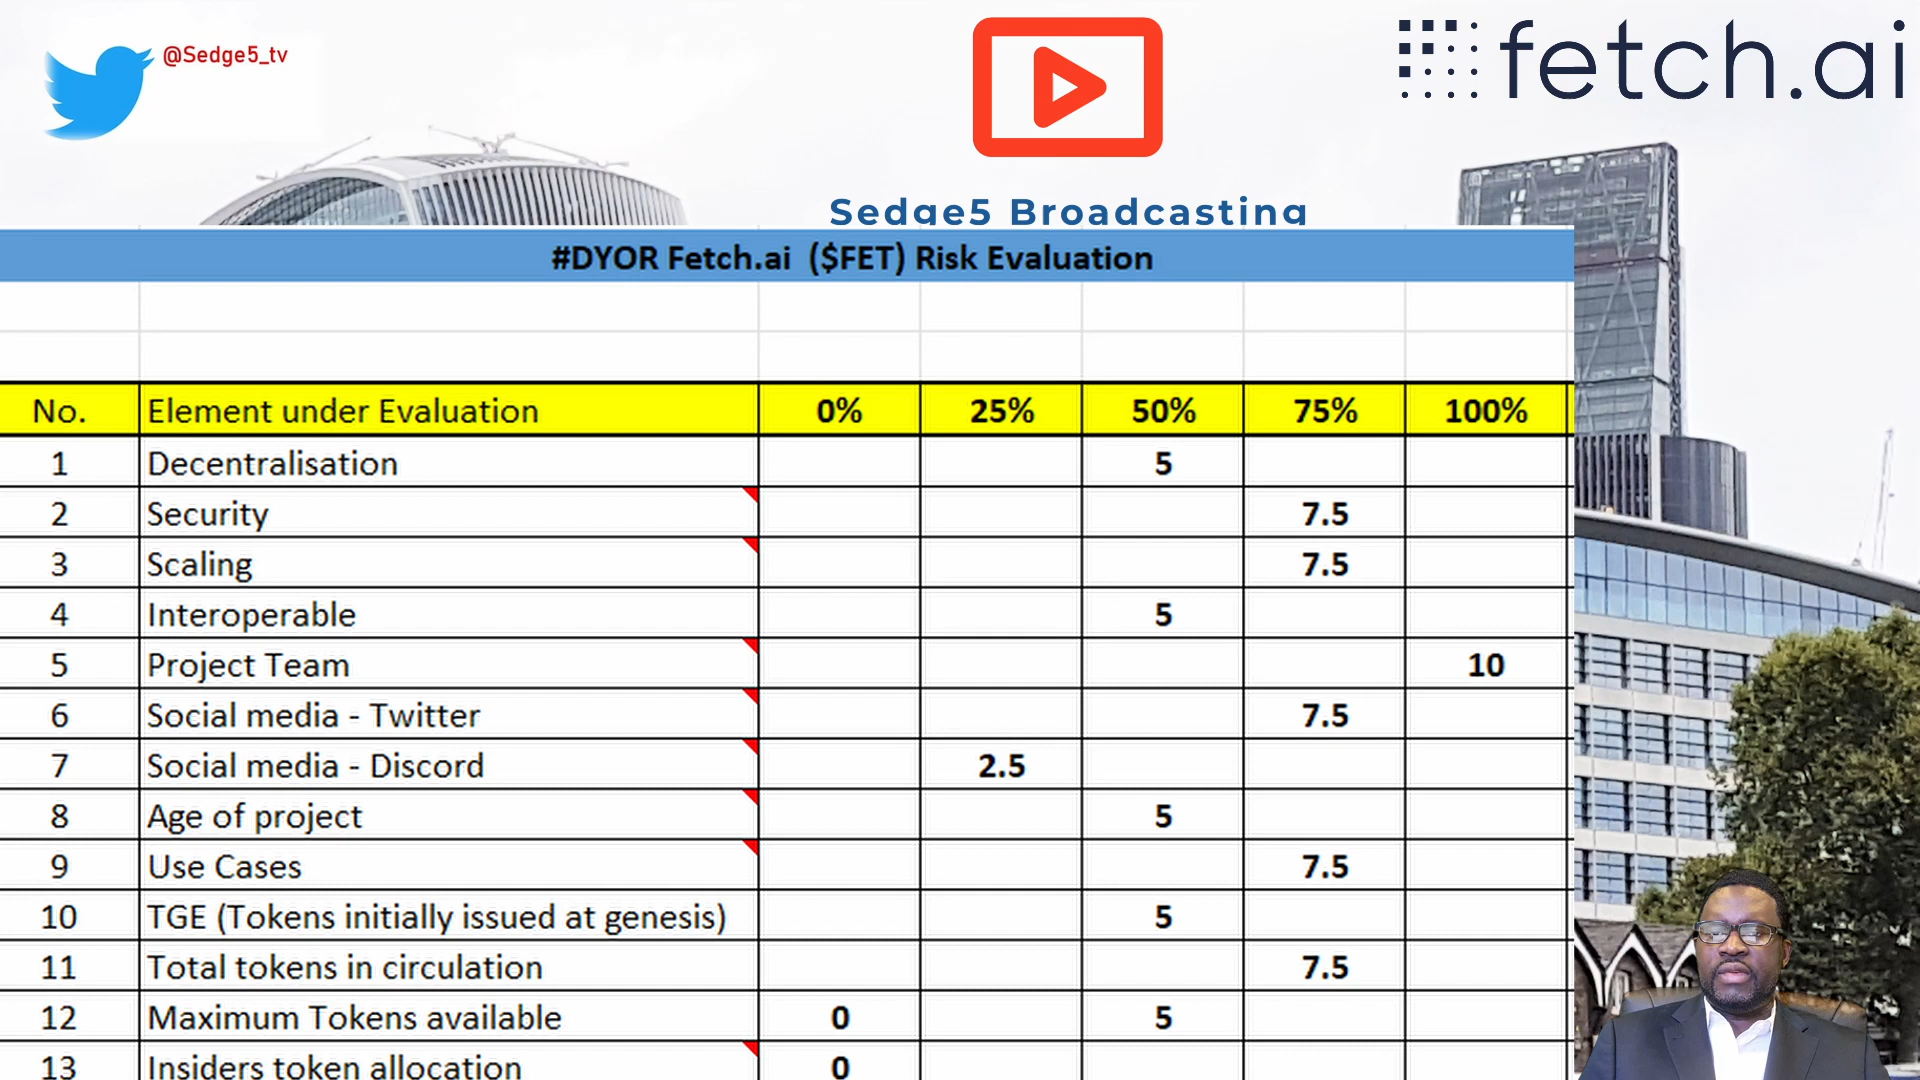 @Sedge5_tv
fetch.ai
Sedge5 Broadcasting
#DYOR Fetch.ai ($FET) Risk Evaluation
No. Element under Evaluation 0% 25% 50% 75% 100%
1 Decentralisation 5
2 Security 7.5
3 Scaling 7.5
4 Interoperable 5
5 Project Team 10
6 Social media - Twitter 7.5
7 Social media - Discord 2.5
8 Age of project 5
9 Use Cases 7.5
10 TGE (Tokens initially issued at genesis) 5
11 Total tokens in circulation 7.5
12 Maximum Tokens available 0 5
13 Insiders token allocation 0